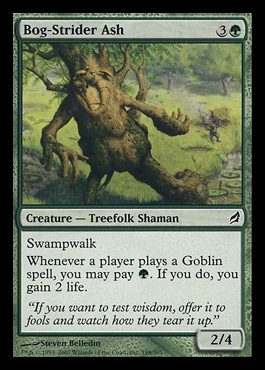 Bog-Strider Ash 3
Creature — Treefolk Shaman
Swampwalk
Whenever a player plays a Goblin
spell, you may pay . If you do, you
gain 2 life.
"If you want to test wisdom, offer it to
fools and watch how they tear it up."
Steven Belledin
2/4